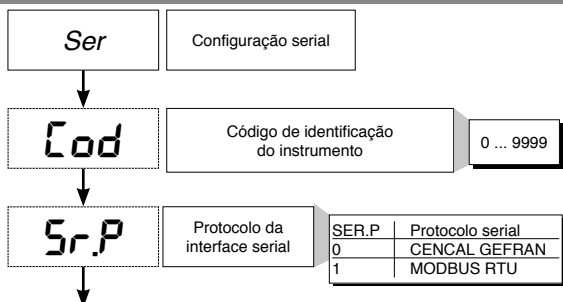 Ser
Configuração serial
Cod
Código de identificação
do instrumento
0 ... 9999
Sr.P
Protocolo da
interface serial
SER.P Protocolo serial
0 CENCAL GEFRAN
1 MODBUS RTU